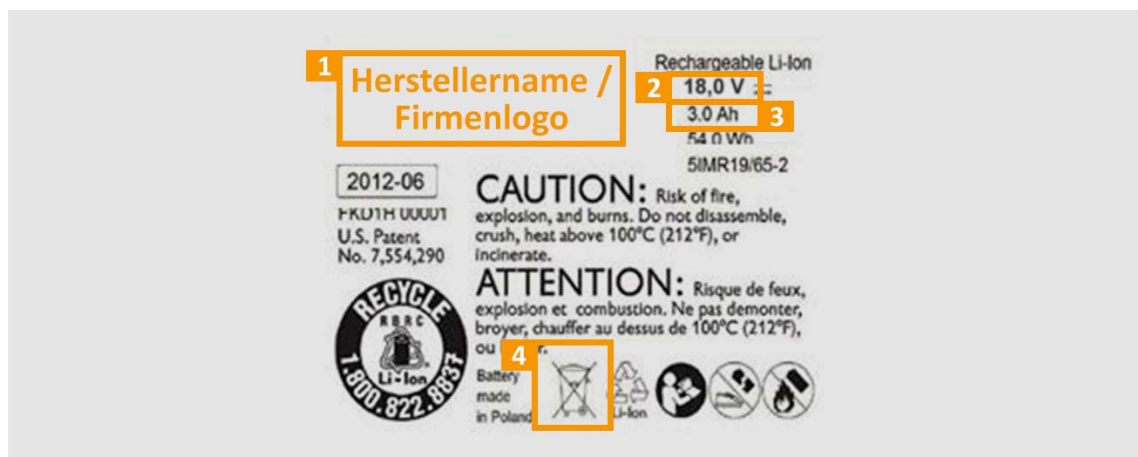 1
Herstellername /
Firmenlogo
Rechargeable Li-Ion
2
18,0 V
3.0 Ah
3
54.0 Wh
5IMR19/65-2
2012-06
FKD1H 00001
U.S. Patent
No. 7,554,290
CAUTION: Risk of fire,
explosion, and burns. Do not disassemble,
crush, heat above 100°C (212°F), or
incinerate.
ATTENTION: Risque de feux,
explosion et combustion. Ne pas demonter,
broyer, chauffer au dessus de 100°C (212°F),
ou
4
RECYCLE
RBRC
Li-Ion
1.800.822.8837
Battery
made
in Poland
Li-Ion